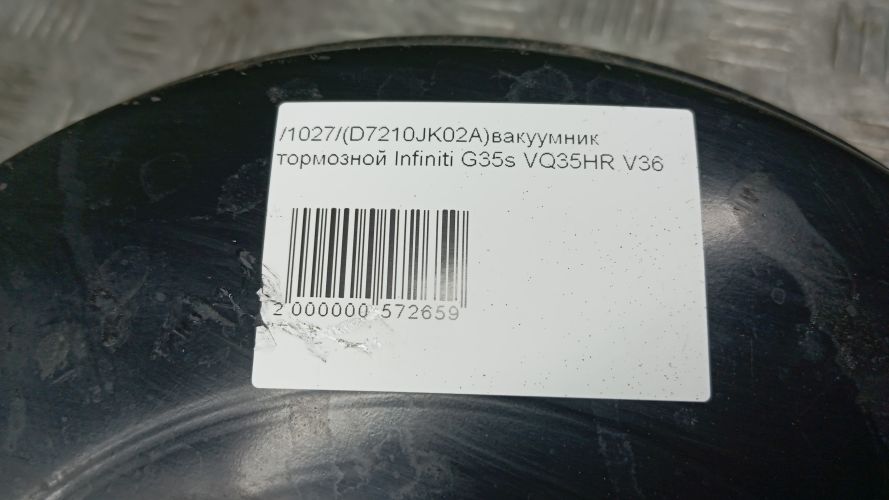 /1027/(D7210JK02A)вакуумник
тормозной Infiniti G35s VQ35HR V36
2 000000 572659